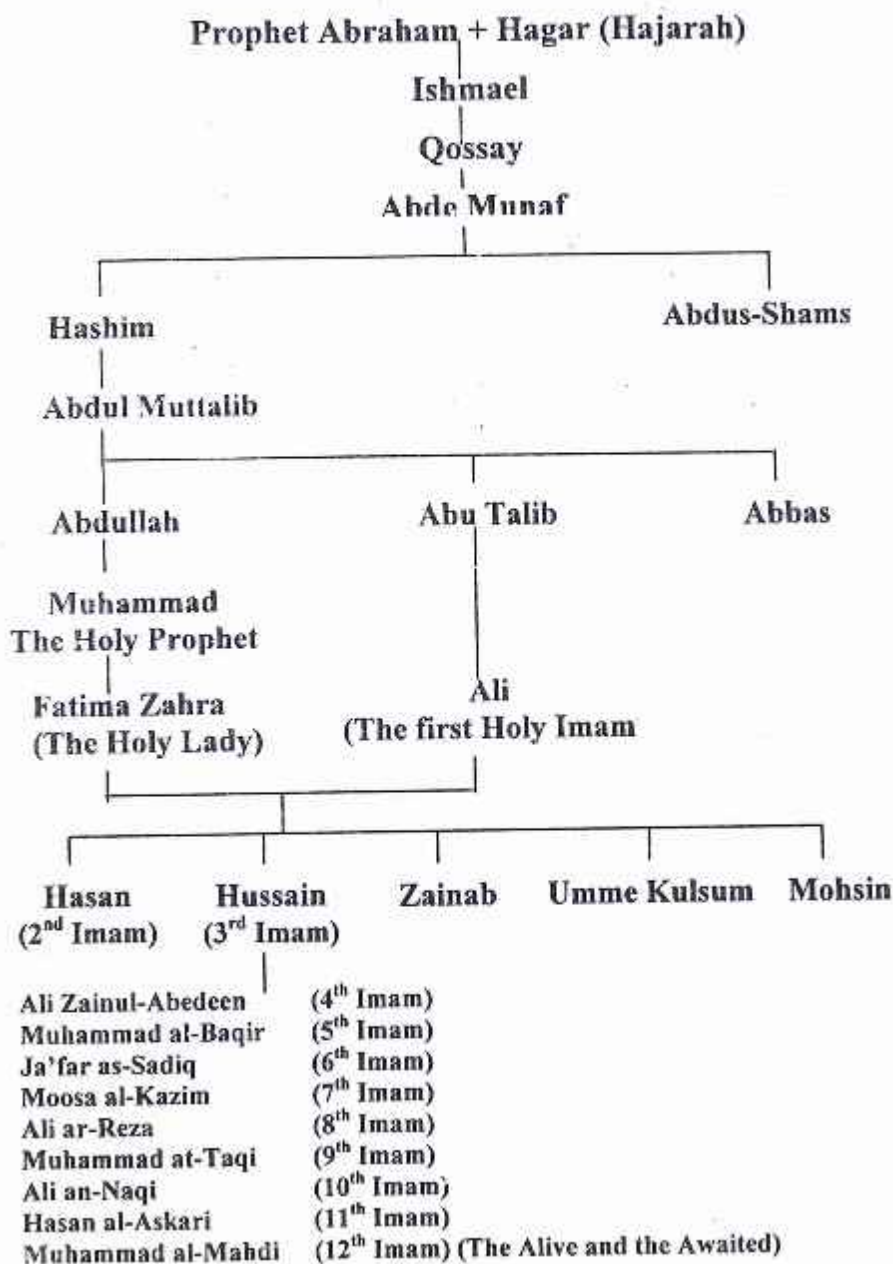 Prophet Abraham + Hagar (Hajarah)
Ishmael
Qossay
Abde Munaf
Hashim Abdus-Shams
Abdul Muttalib
Abdullah Abu Talib Abbas
Muhammad
The Holy Prophet
Fatima Zahra
(The Holy Lady)
Ali
(The first Holy Imam
Hasan Hussain Zainab Umme Kulsum Mohsin
(2nd Imam) (3rd Imam)
Ali Zainul-Abedeen (4th Imam)
Muhammad al-Baqir (5th Imam)
Ja'far as-Sadiq (6th Imam)
Moosa al-Kazim (7th Imam)
Ali ar-Reza (8th Imam)
Muhammad at-Taqi (9th Imam)
Ali an-Naqi (10th Imam)
Hasan al-Askari (11th Imam)
Muhammad al-Mahdi (12th Imam) (The Alive and the Awaited)